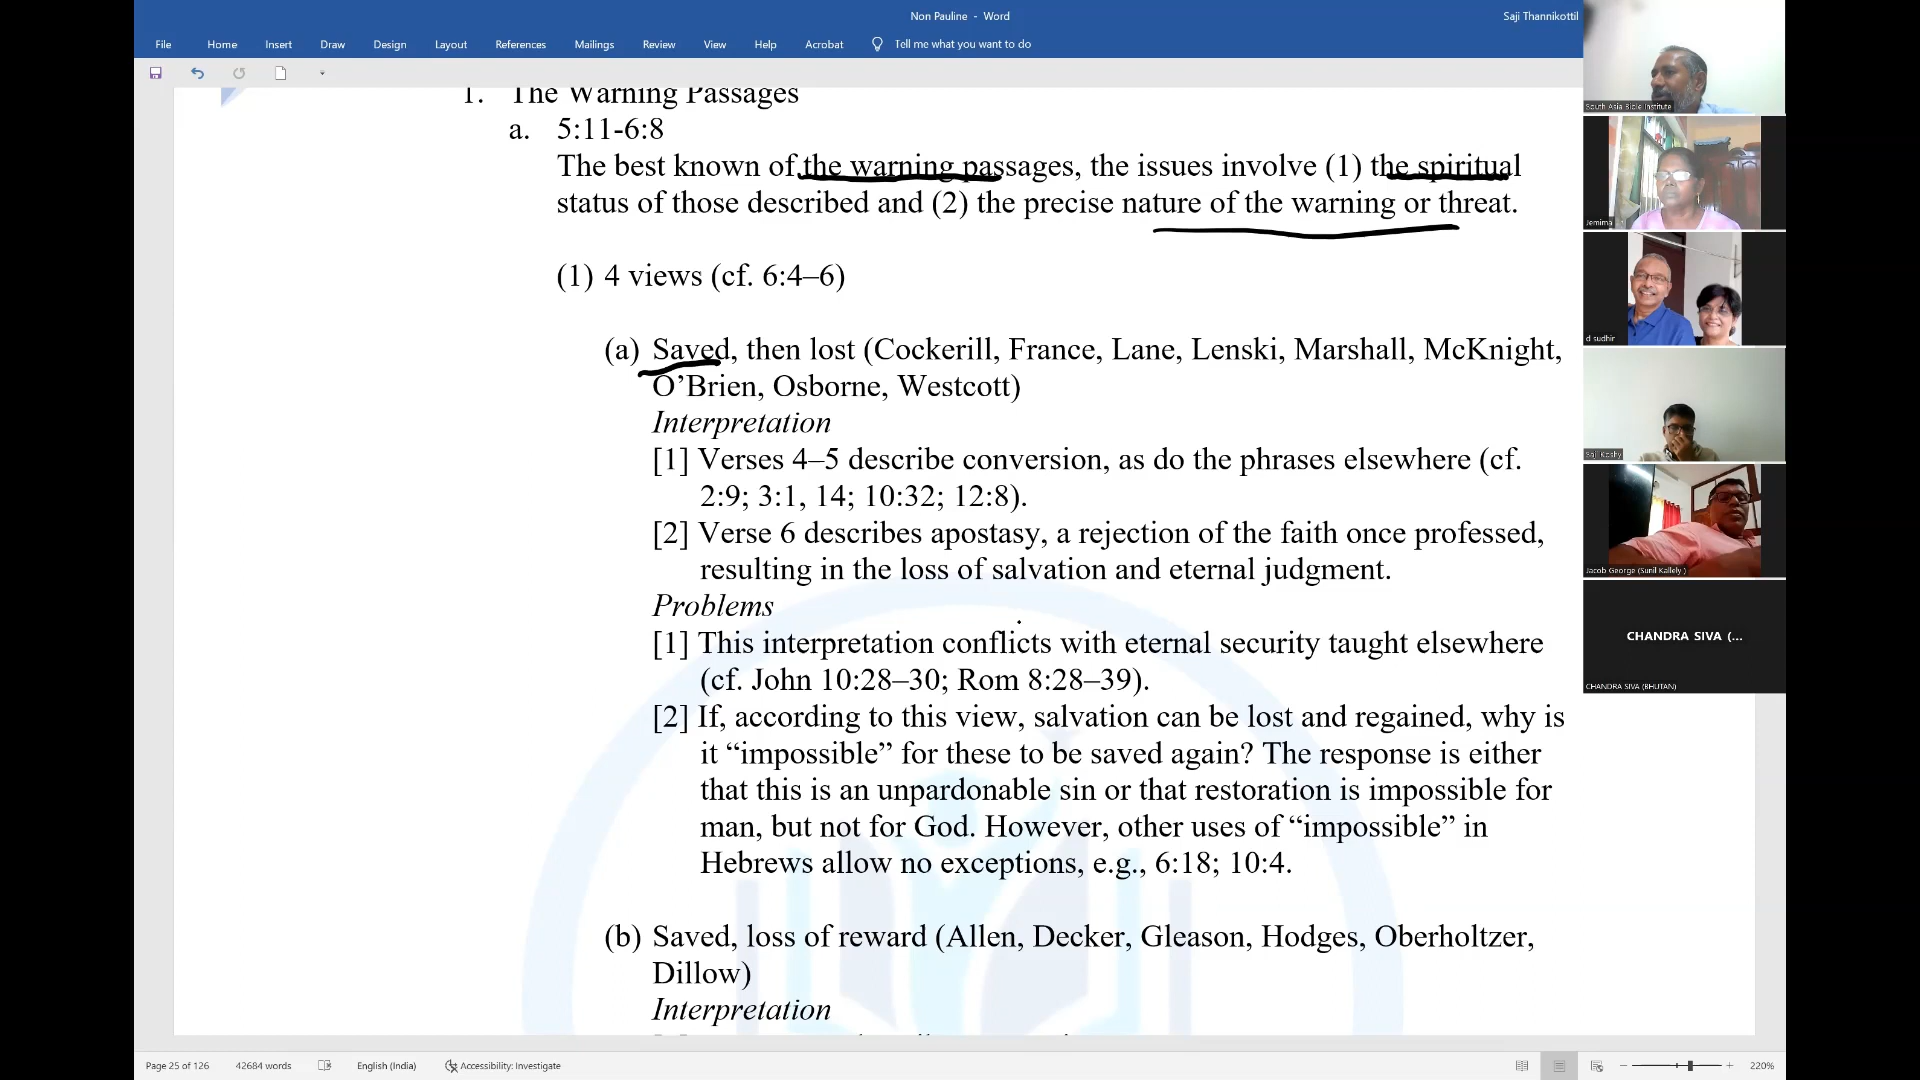 Non Pauline - Word
Saji Thannikottil
File Home Insert Draw Design Layout References Mailings Review View Help Acrobat Tell me what you want to do
1. The Warning Passages
a. 5:11-6:8
The best known of the warning passages, the issues involve (1) the spiritual
status of those described and (2) the precise nature of the warning or threat.
(1) 4 views (cf. 6:4–6)
(a) Saved, then lost (Cockerill, France, Lane, Lenski, Marshall, McKnight,
O’Brien, Osborne, Westcott)
Interpretation
[1] Verses 4–5 describe conversion, as do the phrases elsewhere (cf.
2:9; 3:1, 14; 10:32; 12:8).
[2] Verse 6 describes apostasy, a rejection of the faith once professed,
resulting in the loss of salvation and eternal judgment.
Problems
[1] This interpretation conflicts with eternal security taught elsewhere
(cf. John 10:28–30; Rom 8:28–39).
[2] If, according to this view, salvation can be lost and regained, why is
it “impossible” for these to be saved again? The response is either
that this is an unpardonable sin or that restoration is impossible for
man, but not for God. However, other uses of “impossible” in
Hebrews allow no exceptions, e.g., 6:18; 10:4.
(b) Saved, loss of reward (Allen, Decker, Gleason, Hodges, Oberholtzer,
Dillow)
Interpretation
South Asia Bible Institute
Jemima
d sudhir
Saji Koshy
Jacob George (Sunil Kallely )
CHANDRA SIVA (...
CHANDRA SIVA (BHUTAN)
Page 25 of 126 42684 words English (India) Accessibility: Investigate 220%